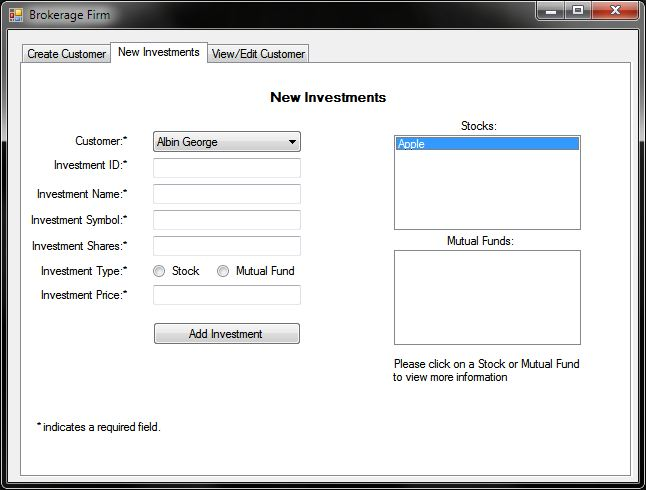 Brokerage Firm
Create Customer New Investments View/Edit Customer
New Investments
Customer:* Albin George
Investment ID:*
Investment Name:*
Investment Symbol:*
Investment Shares:*
Investment Type:* Stock Mutual Fund
Investment Price:*
Add Investment
Stocks:
Apple
Mutual Funds:
Please click on a Stock or Mutual Fund
to view more information
* indicates a required field.